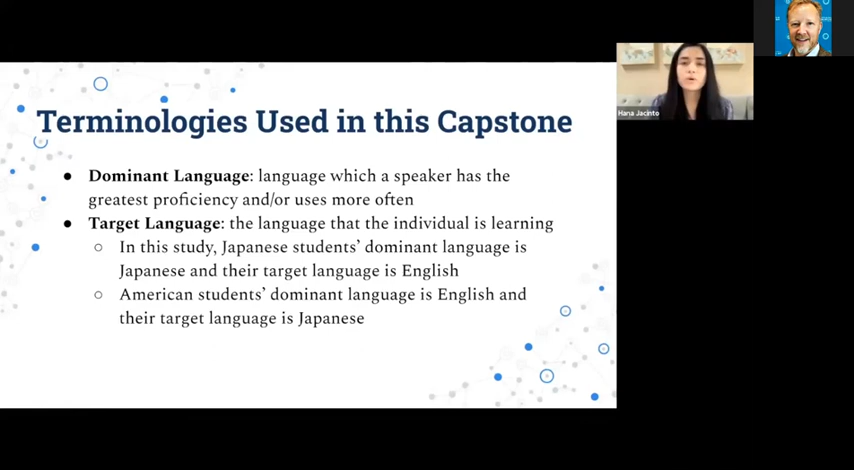 Terminologies Used in this Capstone
● Dominant Language: language which a speaker has the
greatest proficiency and/or uses more often
● Target Language: the language that the individual is learning
○ In this study, Japanese students’ dominant language is
Japanese and their target language is English
○ American students’ dominant language is English and
their target language is Japanese
Hana Jacinto